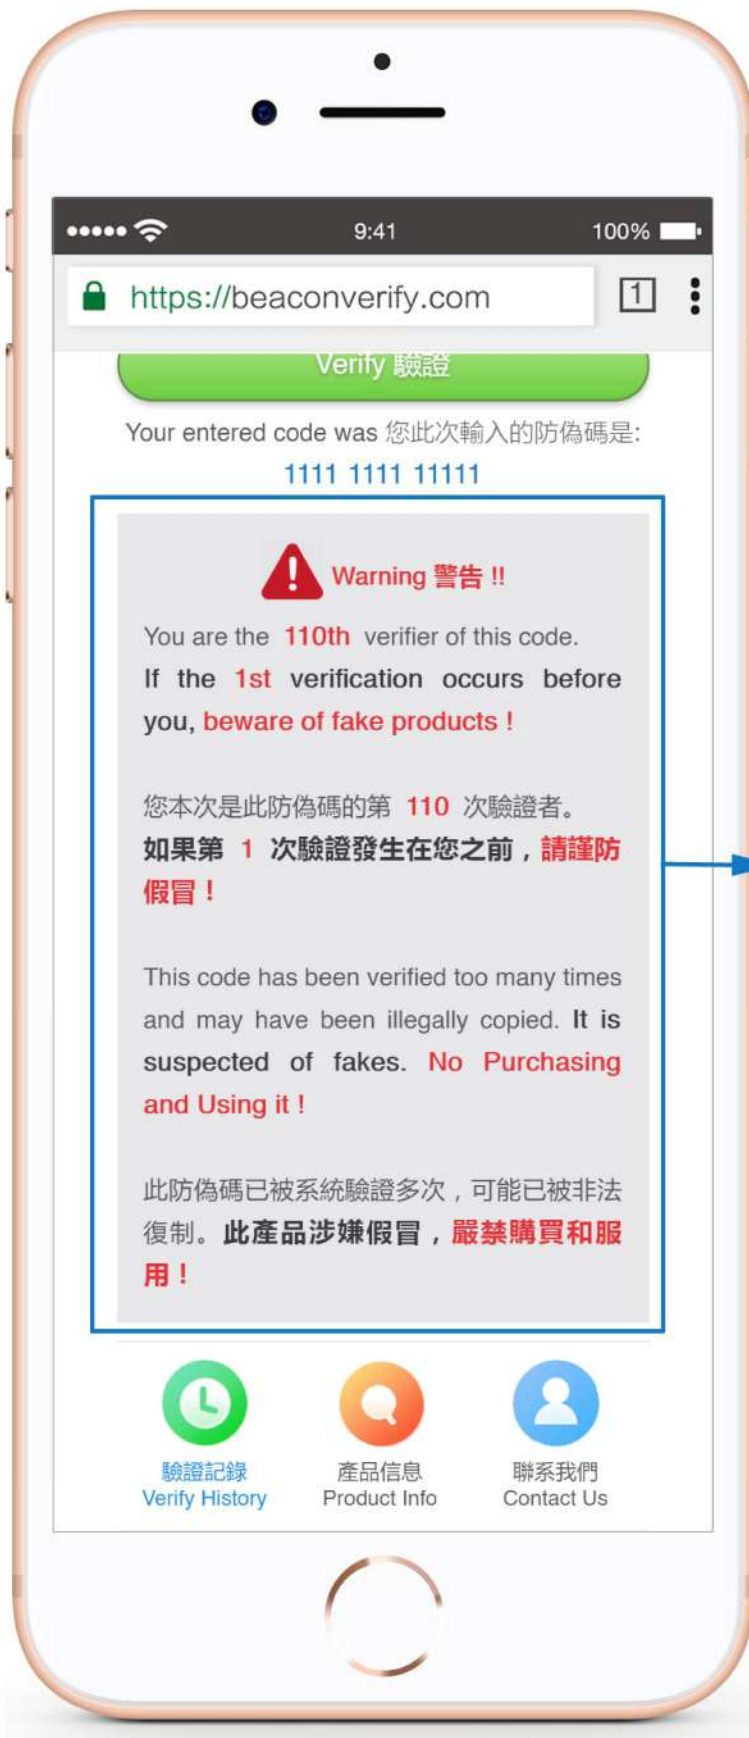 9:41
100%
https://beaconverify.com
1
Verify 驗證
Your entered code was 您此次輸入的防偽碼是:
1111 1111 11111
Warning 警告 !!
You are the 110th verifier of this code.
If the 1st verification occurs before
you, beware of fake products !
您本次是此防偽碼的第 110 次驗證者。
如果第 1 次驗證發生在您之前，請謹防
假冒！
This code has been verified too many times
and may have been illegally copied. It is
suspected of fakes. No Purchasing
and Using it !
此防偽碼已被系統驗證多次，可能已被非法
復制。此產品涉嫌假冒，嚴禁購買和服
用！
驗證記錄 產品信息 聯系我們
Verify History Product Info Contact Us